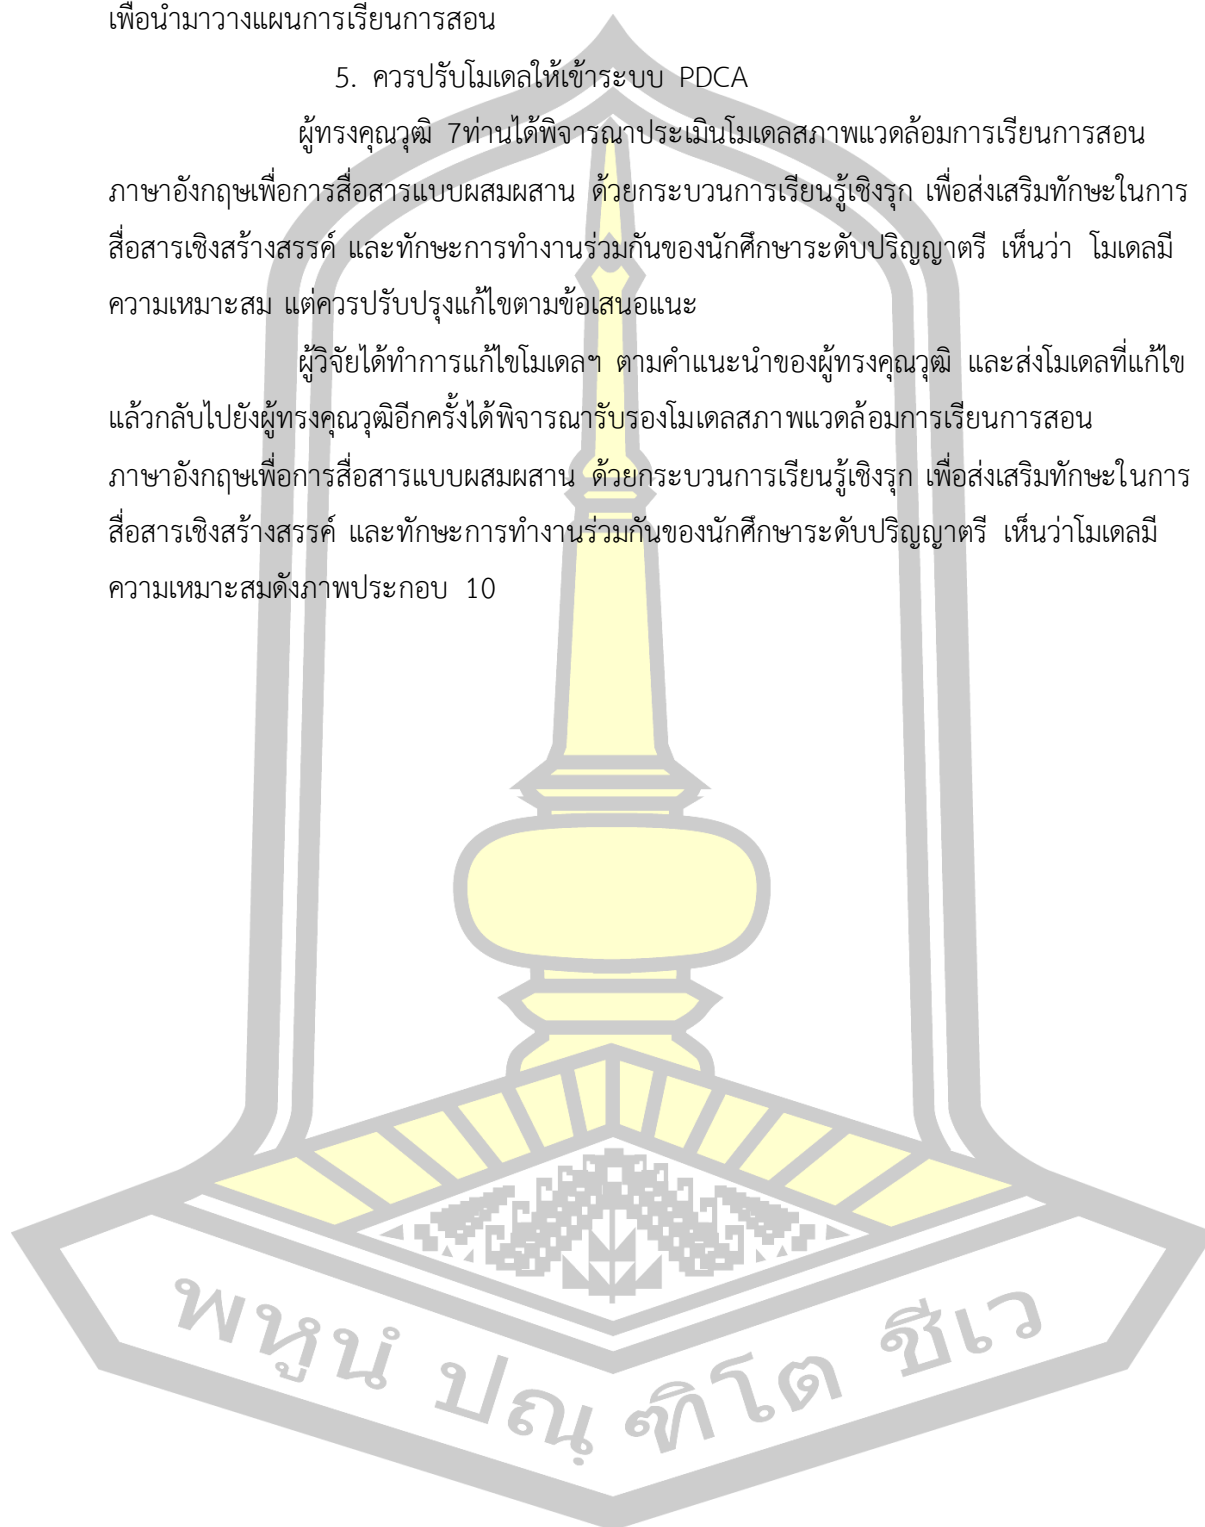 เพื่อนำมาวางแผนการเรียนการสอน
5. ควรปรับโมเดลให้เข้าระบบ PDCA
ผู้ทรงคุณวุฒิ 7ท่านได้พิจารณาประเมินโมเดลสภาพแวดล้อมการเรียนการสอน
ภาษาอังกฤษเพื่อการสื่อสารแบบผสมผสาน ด้วยกระบวนการเรียนรู้เชิงรุก เพื่อส่งเสริมทักษะในการ
สื่อสารเชิงสร้างสรรค์ และทักษะการทำงานร่วมกันของนักศึกษาระดับปริญญาตรี เห็นว่า โมเดลมี
ความเหมาะสม แต่ควรปรับปรุงแก้ไขตามข้อเสนอแนะ
ผู้วิจัยได้ทำการแก้ไขโมเดลฯ ตามคำแนะนำของผู้ทรงคุณวุฒิ และส่งโมเดลที่แก้ไข
แล้วกลับไปยังผู้ทรงคุณวุฒิอีกครั้งได้พิจารณารับรองโมเดลสภาพแวดล้อมการเรียนการสอน
ภาษาอังกฤษเพื่อการสื่อสารแบบผสมผสาน ด้วยกระบวนการเรียนรู้เชิงรุก เพื่อส่งเสริมทักษะในการ
สื่อสารเชิงสร้างสรรค์ และทักษะการทำงานร่วมกันของนักศึกษาระดับปริญญาตรี เห็นว่าโมเดลมี
ความเหมาะสมดังภาพประกอบ 10
พหูนํ ปณฺฑิโต ชีเว